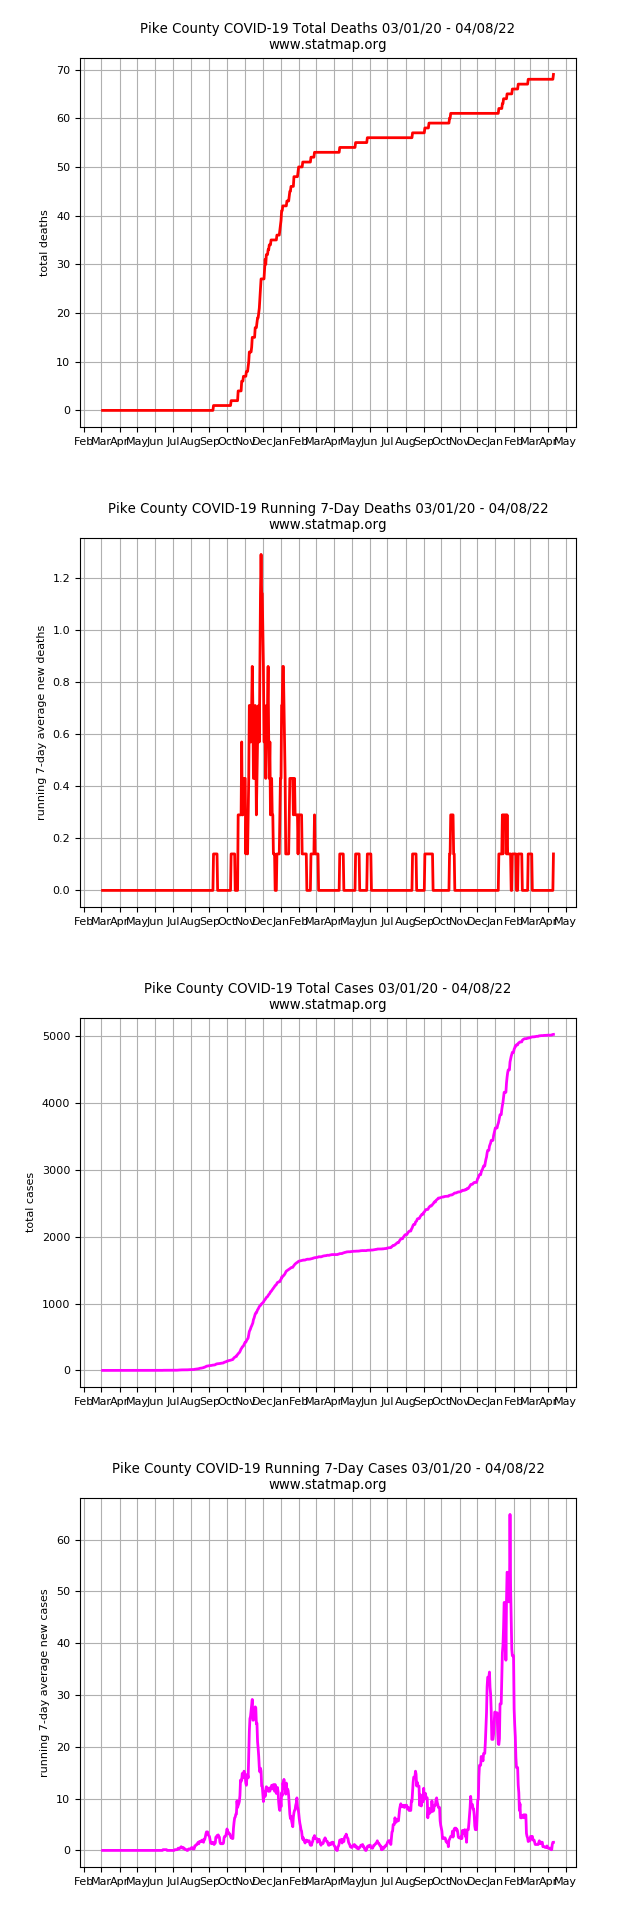 Pike County COVID-19 Total Deaths 03/01/20 - 04/08/22
www.statmap.org
total deaths
70
60
50
40
30
20
10
0
Feb Mar Apr May Jun Jul Aug Sep Oct Nov Dec Jan Feb Mar Apr May Jun Jul Aug Sep Oct Nov Dec Jan Feb Mar Apr May
Pike County COVID-19 Running 7-Day Deaths 03/01/20 - 04/08/22
www.statmap.org
running 7-day average new deaths
1.2
1.0
0.8
0.6
0.4
0.2
0.0
Feb Mar Apr May Jun Jul Aug Sep Oct Nov Dec Jan Feb Mar Apr May Jun Jul Aug Sep Oct Nov Dec Jan Feb Mar Apr May
Pike County COVID-19 Total Cases 03/01/20 - 04/08/22
www.statmap.org
total cases
5000
4000
3000
2000
1000
0
Feb Mar Apr May Jun Jul Aug Sep Oct Nov Dec Jan Feb Mar Apr May Jun Jul Aug Sep Oct Nov Dec Jan Feb Mar Apr May
Pike County COVID-19 Running 7-Day Cases 03/01/20 - 04/08/22
www.statmap.org
running 7-day average new cases
60
50
40
30
20
10
0
Feb Mar Apr May Jun Jul Aug Sep Oct Nov Dec Jan Feb Mar Apr May Jun Jul Aug Sep Oct Nov Dec Jan Feb Mar Apr May